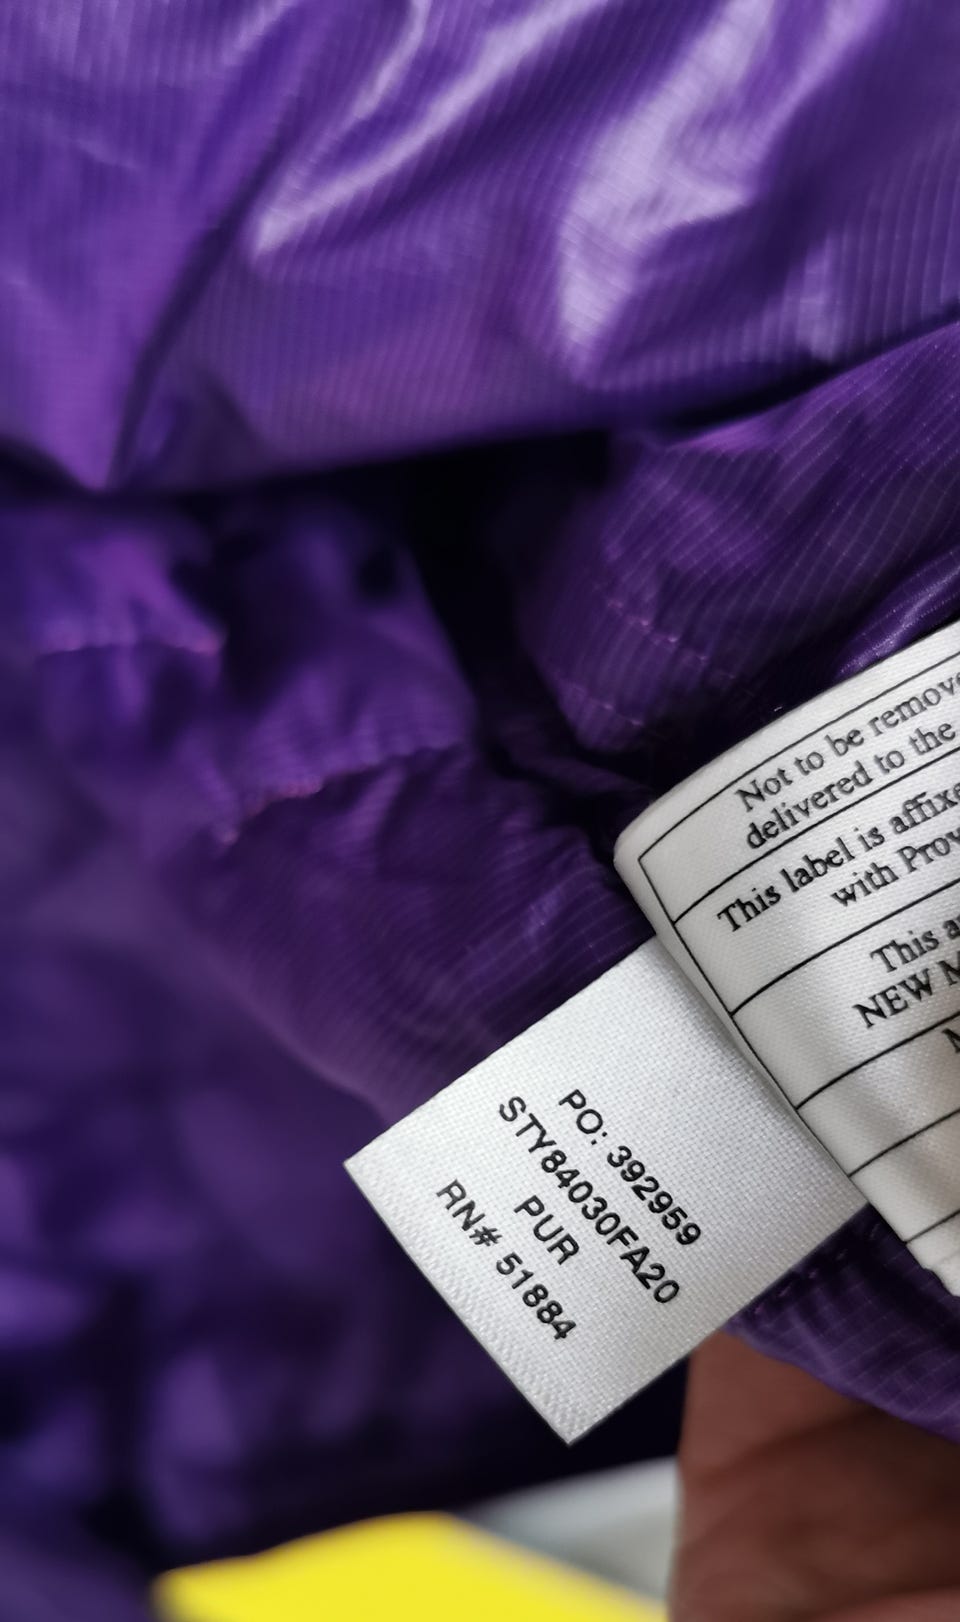 Not to be remove
delivered to the
This label is affixe
with Prov
This a
NEW M
PO: 392959
STY84030FA20
PUR
RN# 51884